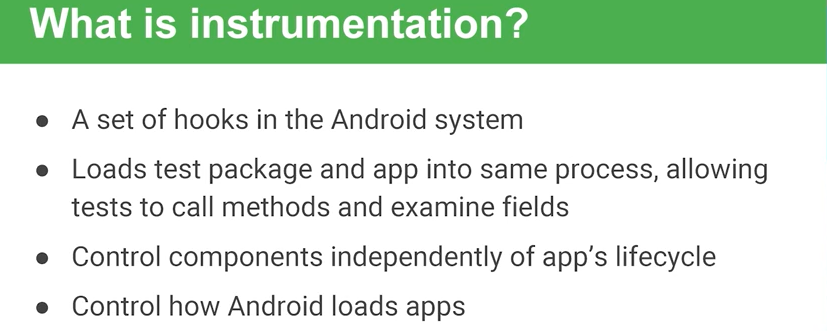 What is instrumentation?
● A set of hooks in the Android system
● Loads test package and app into same process, allowing
tests to call methods and examine fields
● Control components independently of app’s lifecycle
● Control how Android loads apps